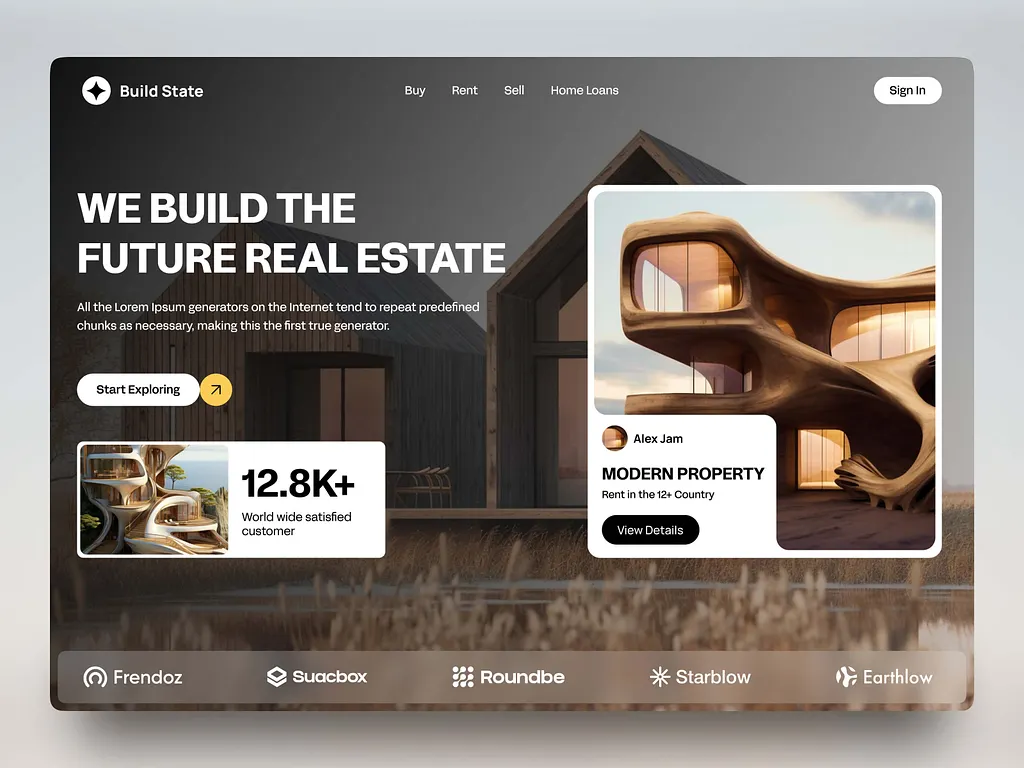 Build State
Buy
Rent
Sell
Home Loans
Sign In
WE BUILD THE
FUTURE REAL ESTATE
All the Lorem Ipsum generators on the Internet tend to repeat predefined
chunks as necessary, making this the first true generator.
Start Exploring
12.8K+
World wide satisfied
customer
Alex Jam
MODERN PROPERTY
Rent in the 12+ Country
View Details
Frendoz
Suacbox
Roundbe
Starblow
Earthlow